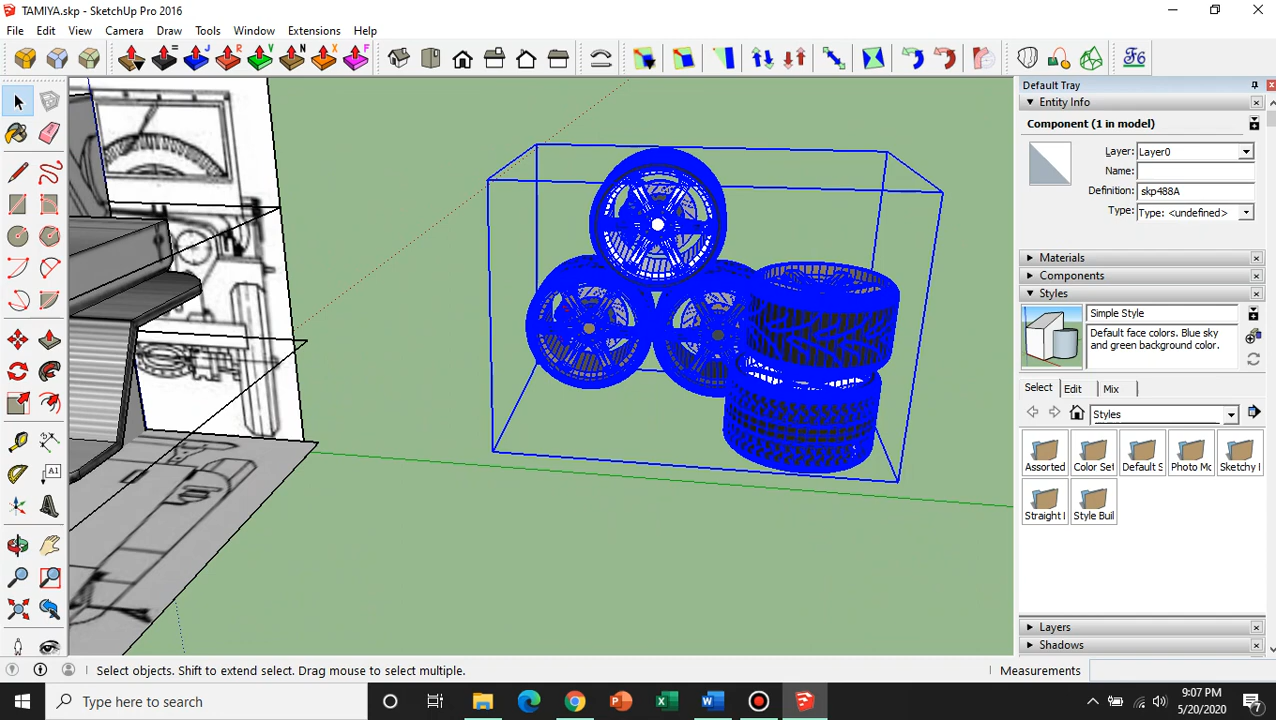 TAMIYA.skp - SketchUp Pro 2016
File Edit View Camera Draw Tools Window Extensions Help
= J R V N X F
Default Tray
Entity Info
Component (1 in model)
Layer: Layer0
Name:
Definition: skp488A
Type: Type: <undefined>
Materials
Components
Styles
Simple Style
Default face colors. Blue sky
and green background color.
Select Edit Mix
Styles
Assorted Color Set Default S Photo Mo Sketchy I
Straight l Style Buil
Layers
Shadows
AI
Select objects. Shift to extend select. Drag mouse to select multiple.
Measurements
Type here to search
9:07 PM
5/20/2020
7